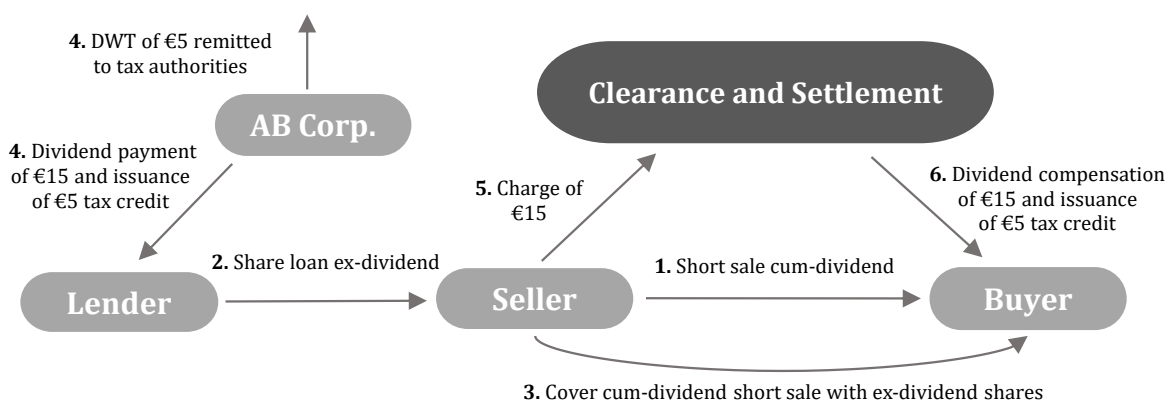 4. DWT of €5 remitted
to tax authorities
AB Corp.
Clearance and Settlement
4. Dividend payment
of €15 and issuance
of €5 tax credit
5. Charge of
€15
6. Dividend compensation
of €15 and issuance
of €5 tax credit
2. Share loan ex-dividend
1. Short sale cum-dividend
Lender
Seller
Buyer
3. Cover cum-dividend short sale with ex-dividend shares